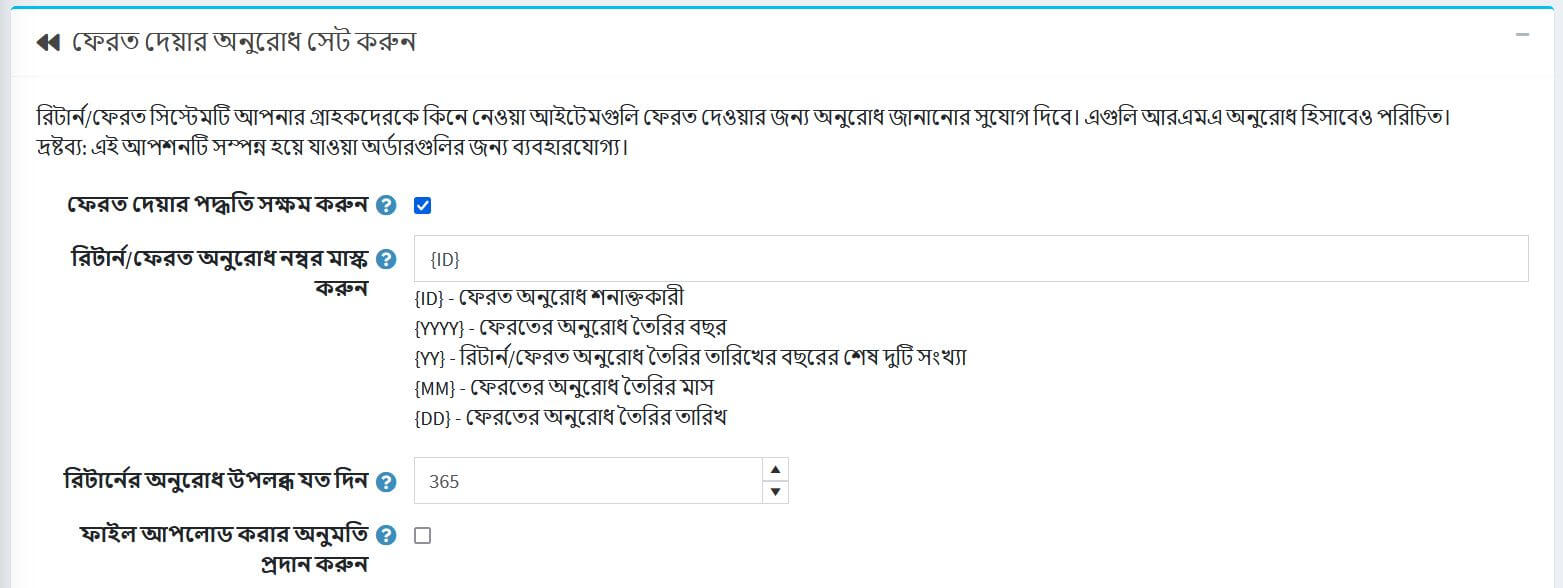 ফেরত দেয়ার অনুরোধ সেট করুন
রিটার্ন/ফেরত সিস্টেমটি আপনার গ্রাহকদেরকে কিনে নেওয়া আইটেমগুলি ফেরত দেওয়ার জন্য অনুরোধ জানানোর সুযোগ দিবে। এগুলি আরএমএ অনুরোধ হিসাবেও পরিচিত।
দ্রষ্টব্য: এই আপশনটি সম্পন্ন হয়ে যাওয়া অর্ডারগুলির জন্য ব্যবহারযোগ্য।
ফেরত দেয়ার পদ্ধতি সক্ষম করুন
রিটার্ন/ফেরত অনুরোধ নম্বর মাস্ক {ID}
করুন
{ID} - ফেরত অনুরোধ শনাক্তকারী
{YYYY} - ফেরতের অনুরোধ তৈরির বছর
{YY} - রিটার্ন/ফেরত অনুরোধ তৈরির তারিখের বছরের শেষ দুটি সংখ্যা
{MM} - ফেরতের অনুরোধ তৈরির মাস
{DD} - ফেরতের অনুরোধ তৈরির তারিখ
রিটার্নের অনুরোধ উপলব্ধ যত দিন 365
ফাইল আপলোড করার অনুমতি
প্রদান করুন